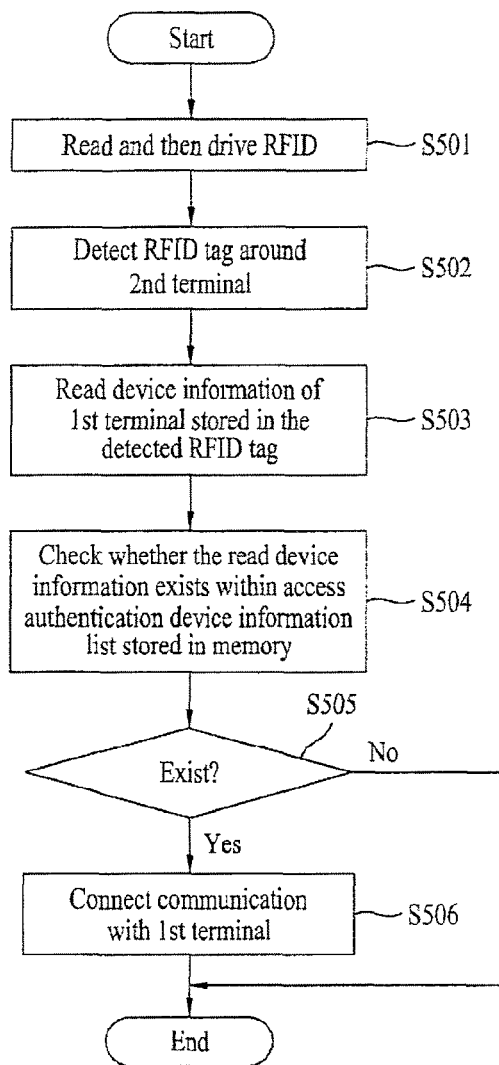 Start
Read and then drive RFID
S501
Detect RFID tag around
2nd terminal
S502
Read device information of
1st terminal stored in the
detected RFID tag
S503
Check whether the read device
information exists within access
authentication device information
list stored in memory
S504
S505
Exist?
No
Yes
Connect communication
with 1st terminal
S506
End